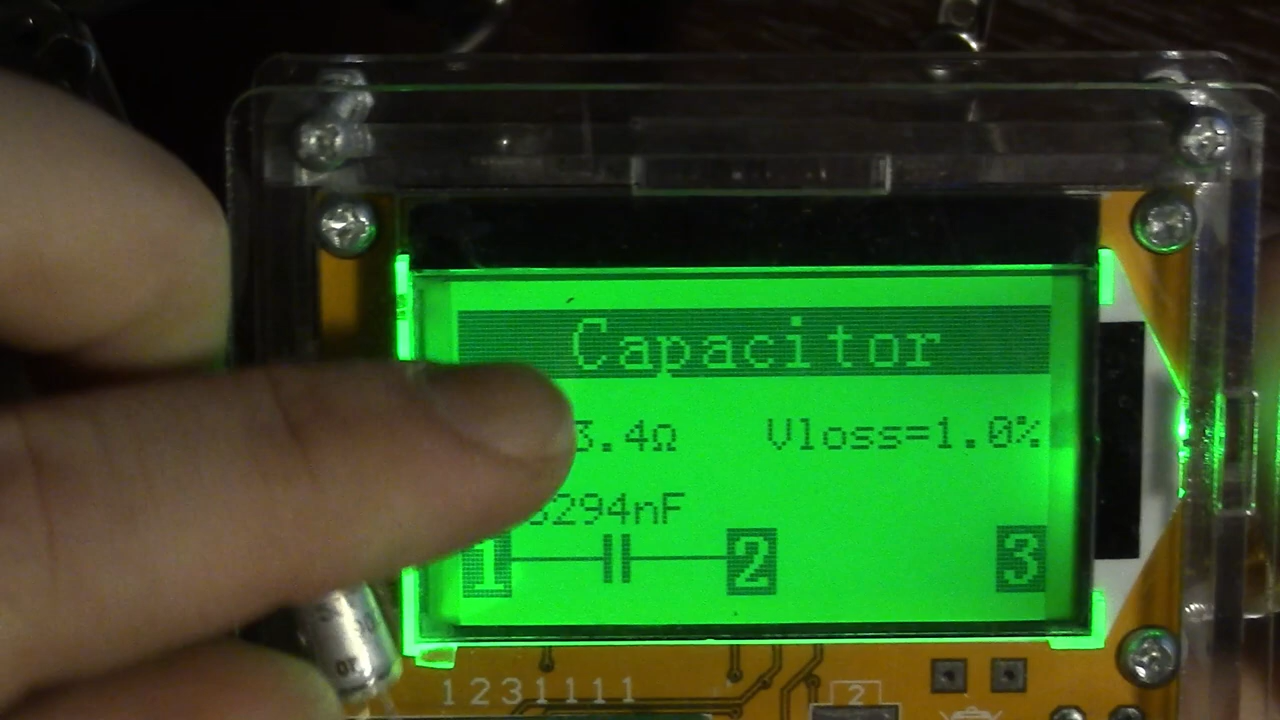 Capacitor
3.4Ω Vloss=1.0%
294nF
1 2 3
1231111
2